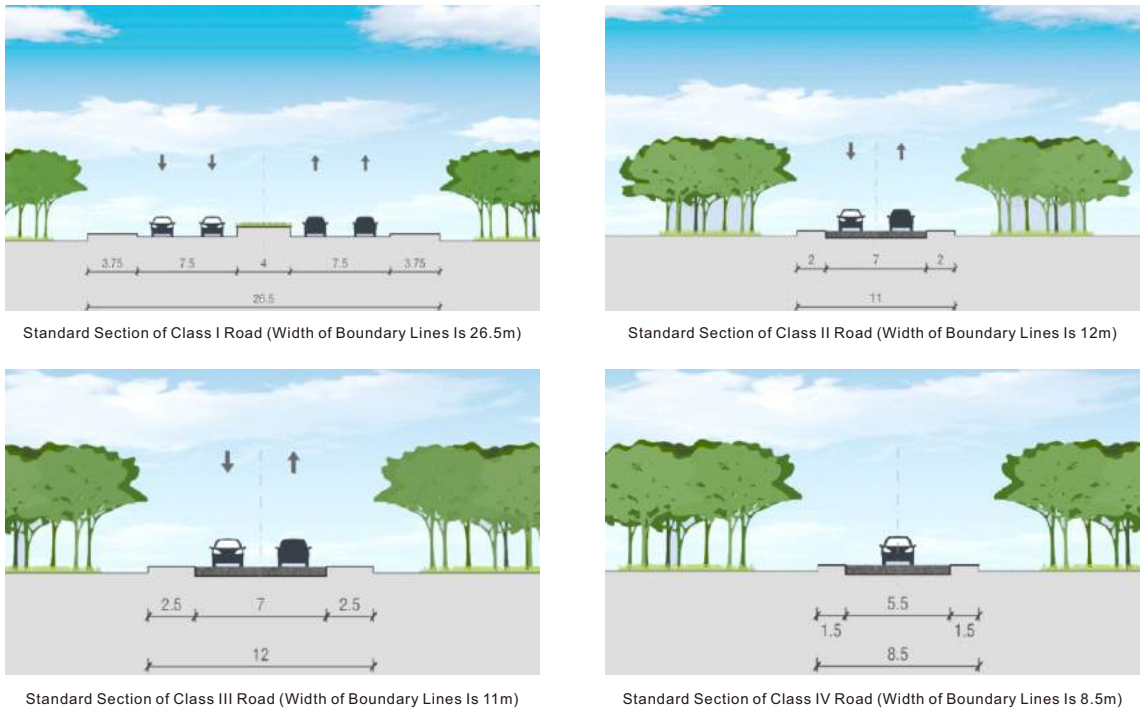 3.75 7.5 4 7.5 3.75
26.5
Standard Section of Class I Road (Width of Boundary Lines Is 26.5m)
2 7 2
11
Standard Section of Class II Road (Width of Boundary Lines Is 12m)
2.5 7 2.5
12
Standard Section of Class III Road (Width of Boundary Lines Is 11m)
5.5
1.5 1.5
8.5
Standard Section of Class IV Road (Width of Boundary Lines Is 8.5m)